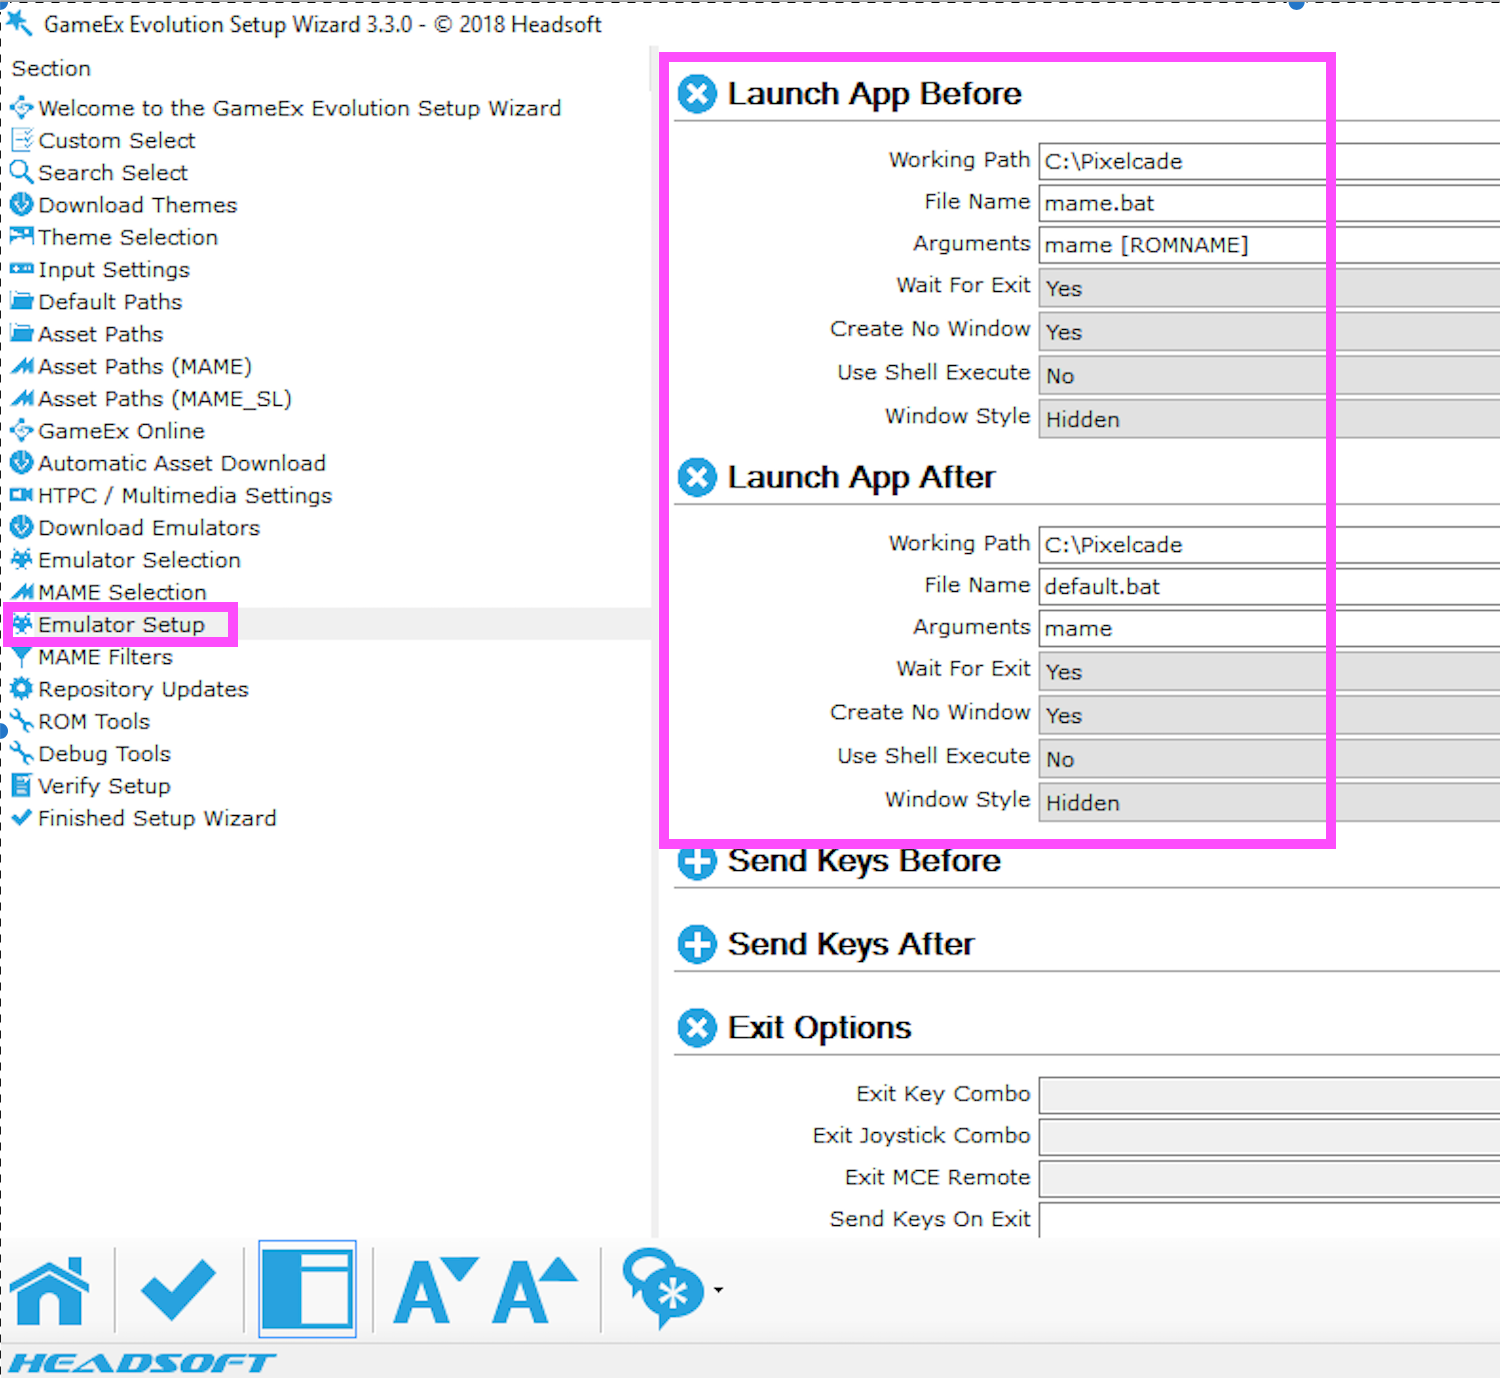 GameEx Evolution Setup Wizard 3.3.0 - © 2018 Headsoft
Section
Welcome to the GameEx Evolution Setup Wizard
Custom Select
Search Select
Download Themes
Theme Selection
Input Settings
Default Paths
Asset Paths
Asset Paths (MAME)
Asset Paths (MAME_SL)
GameEx Online
Automatic Asset Download
HTPC / Multimedia Settings
Download Emulators
Emulator Selection
MAME Selection
Emulator Setup
MAME Filters
Repository Updates
ROM Tools
Debug Tools
Verify Setup
Finished Setup Wizard
Launch App Before
Working Path C:\Pixelcade
File Name mame.bat
Arguments mame [ROMNAME]
Wait For Exit Yes
Create No Window Yes
Use Shell Execute No
Window Style Hidden
Launch App After
Working Path C:\Pixelcade
File Name default.bat
Arguments mame
Wait For Exit Yes
Create No Window Yes
Use Shell Execute No
Window Style Hidden
Send Keys Before
Send Keys After
Exit Options
Exit Key Combo
Exit Joystick Combo
Exit MCE Remote
Send Keys On Exit
A A
HEADSOFT